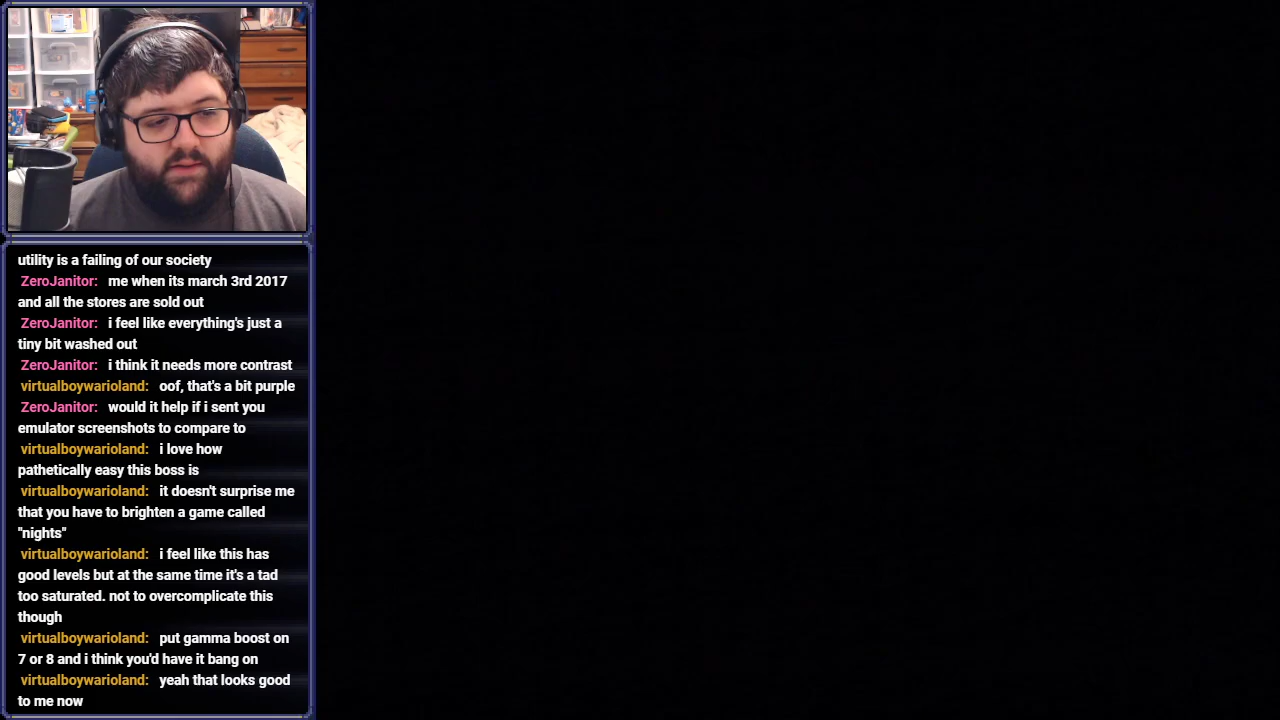 utility is a failing of our society
ZeroJanitor: me when its march 3rd 2017
and all the stores are sold out
ZeroJanitor: i feel like everything's just a
tiny bit washed out
ZeroJanitor: i think it needs more contrast
virtualboywarioland: oof, that's a bit purple
ZeroJanitor: would it help if i sent you
emulator screenshots to compare to
virtualboywarioland: i love how
pathetically easy this boss is
virtualboywarioland: it doesn't surprise me
that you have to brighten a game called
"nights"
virtualboywarioland: i feel like this has
good levels but at the same time it's a tad
too saturated. not to overcomplicate this
though
virtualboywarioland: put gamma boost on
7 or 8 and i think you'd have it bang on
virtualboywarioland: yeah that looks good
to me now